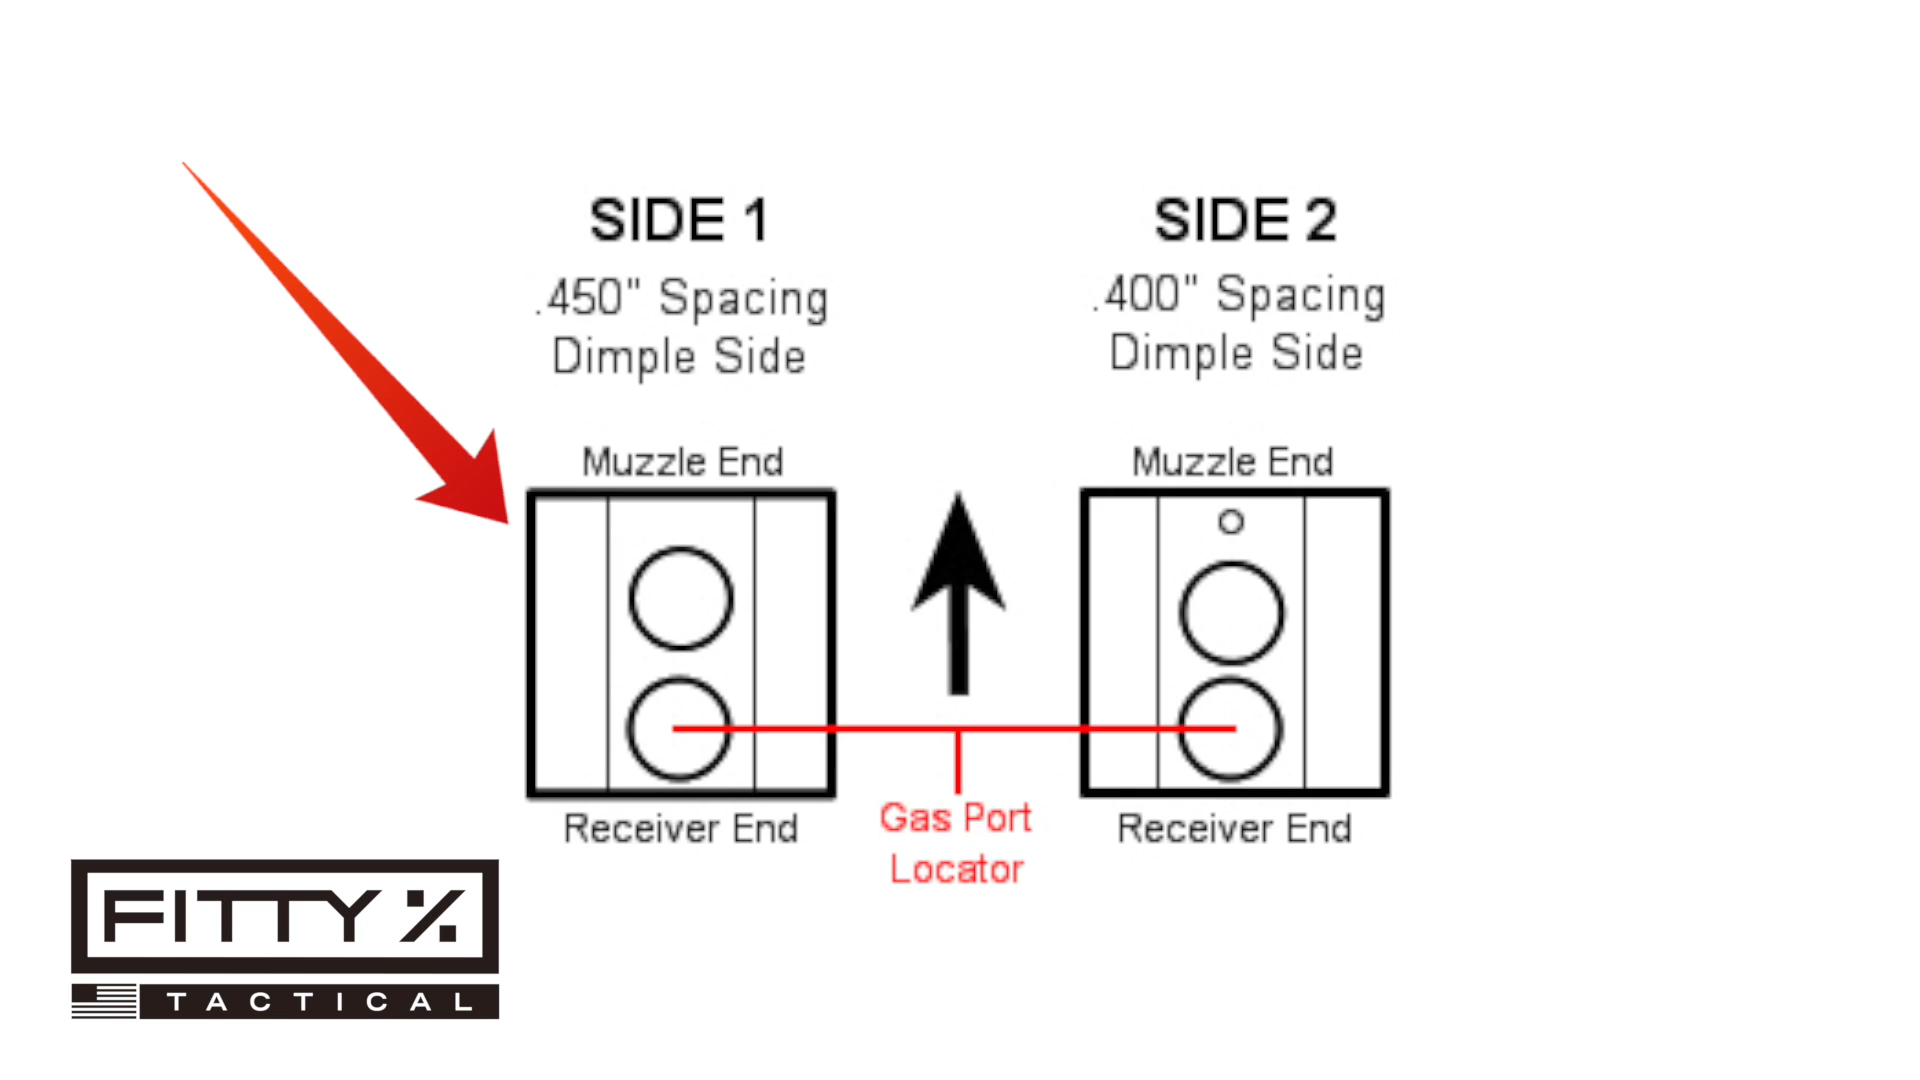 SIDE 1
.450" Spacing
Dimple Side
Muzzle End
Receiver End
SIDE 2
.400" Spacing
Dimple Side
Muzzle End
Receiver End
Gas Port
Locator
FITTY %
TACTICAL